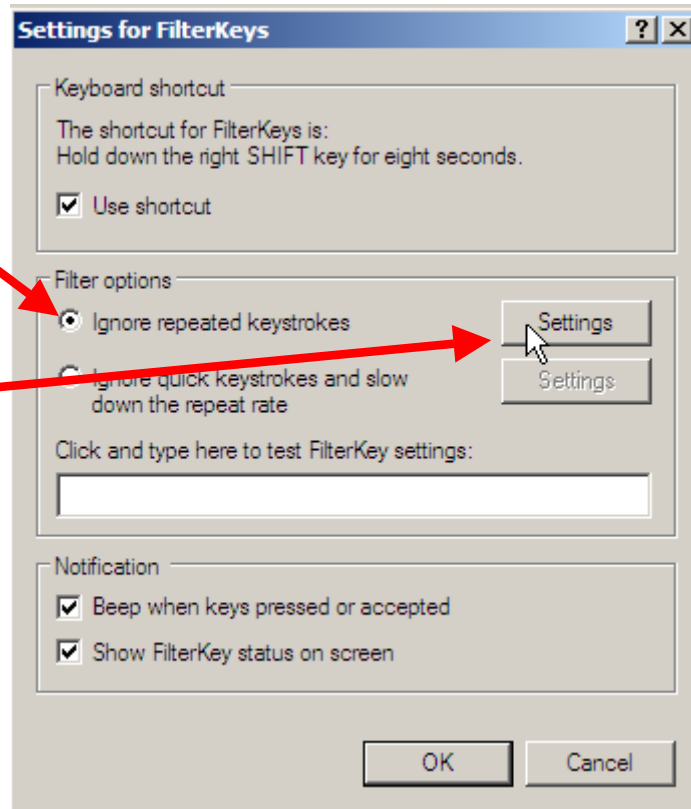 Settings for FilterKeys
Keyboard shortcut
The shortcut for FilterKeys is:
Hold down the right SHIFT key for eight seconds.
Use shortcut
Filter options
Ignore repeated keystrokes
Settings
Ignore quick keystrokes and slow
down the repeat rate
Settings
Click and type here to test FilterKey settings:
Notification
Beep when keys pressed or accepted
Show FilterKey status on screen
OK
Cancel